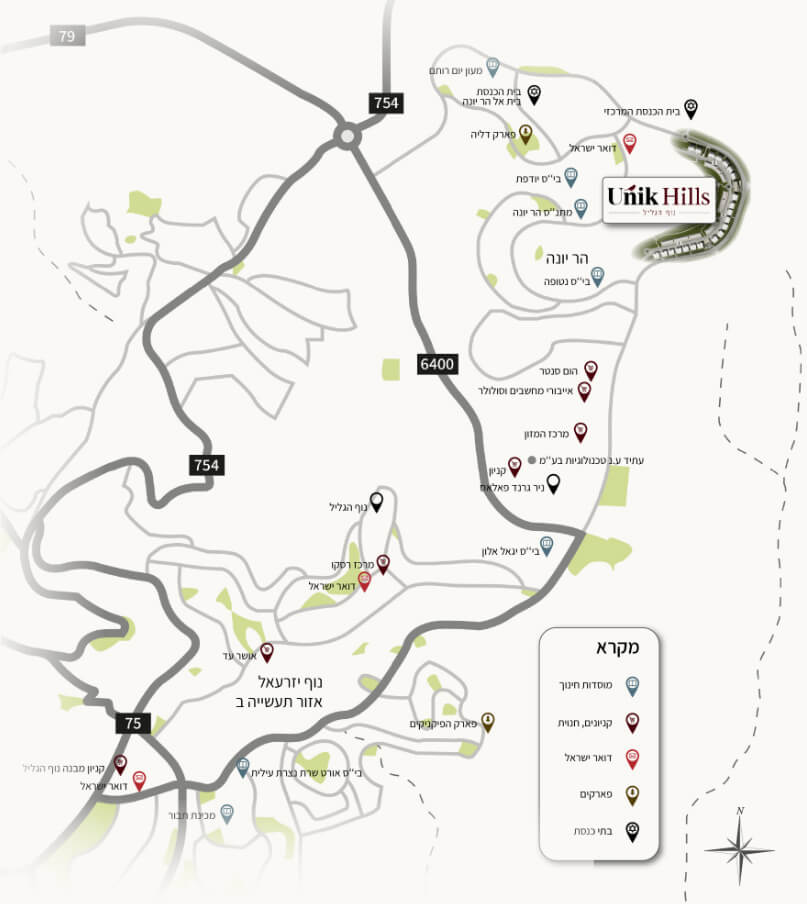 79
754
מעון יום רותם
בית הכנסת
בית אל הר יונה
בית הכנסת המרכזי
פארק דליה
דואר ישראל
בי''ס יודפת
Unik Hills
נוף הגליל
מתנ''ס הר יונה
הר יונה
בי''ס נטופה
6400
הום סנטר
אייבורי מחשבים וסולולר
מרכז המזון
עתיד ע.נ טכנולוגיות בע''מ
קניון
ניר גרנד פאלאס
754
נוף הגליל
בי''ס יגאל אלון
מרכז רסקו
דואר ישראל
אושר עד
נוף יזרעאל
אזור תעשייה ב
75
פארק הפיקניקים
קניון מבנה נוף הגליל
דואר ישראל
בי''ס אורט שרת נצרת עילית
מכינת תבור
מקרא
מוסדות חינוך
קניונים, חנויות
דואר ישראל
פארקים
בתי כנסת
N